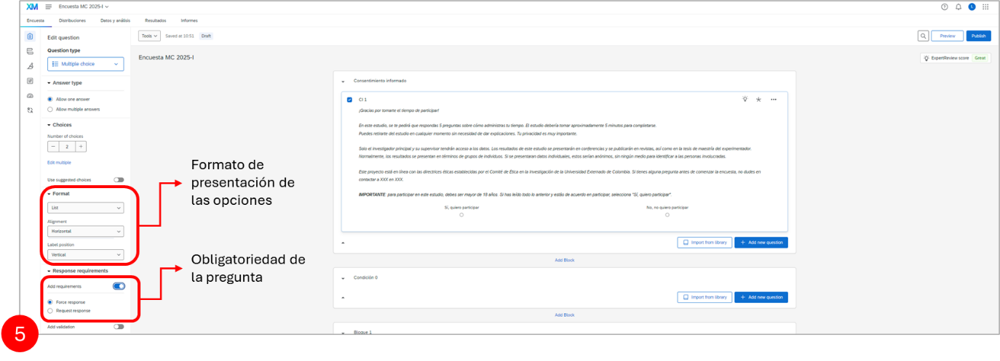 XM Encuesta MC 2025-I
Encuesta Distribuciones Datos y análisis Resultados Informes
Edit question
Tools Saved at 10:51 Draft
Preview Publish
Question type
Multiple choice
Encuesta MC 2025-I
ExpertReview score Great
Answer type
Allow one answer
Allow multiple answers
Choices
Number of choices
2
Edit multiple
Use suggested choices
Format
List
Alignment
Horizontal
Label position
Vertical
Response requirements
Add requirements
Force response
Request response
Add validation
5
Formato de
presentación de
las opciones
Obligatoriedad de
la pregunta
Consentimiento informado
CI 1
¡Gracias por tomarte el tiempo de participar!
En este estudio, se te pedirá que respondas 5 preguntas sobre cómo administras tu tiempo. El estudio debería tomar aproximadamente 5 minutos para completarse.
Puedes retirarte del estudio en cualquier momento sin necesidad de dar explicaciones. Tu privacidad es muy importante.
Solo el investigador principal y su supervisor tendrán acceso a los datos. Los resultados de este estudio se presentarán en conferencias y se publicarán en revistas, así como en la tesis de maestría del experimentador.
Normalmente, los resultados se presentan en términos de grupos de individuos. Si se presentaran datos individuales, estos serían anónimos, sin ningún medio para identificar a las personas involucradas.
Este proyecto está en línea con las directrices éticas establecidas por el Comité de Ética en la Investigación de la Universidad Externado de Colombia. Si tienes alguna pregunta antes de comenzar la encuesta, no dudes en
contactar a XXX en XXX.
IMPORTANTE: para participar en este estudio, debes ser mayor de 18 años. Si has leído todo lo anterior y estás de acuerdo en participar, selecciona "Sí, quiero participar".
Sí, quiero participar No, no quiero participar
Import from library + Add new question
Add Block
Condición 0
Import from library + Add new question
Add Block
Bloque 1